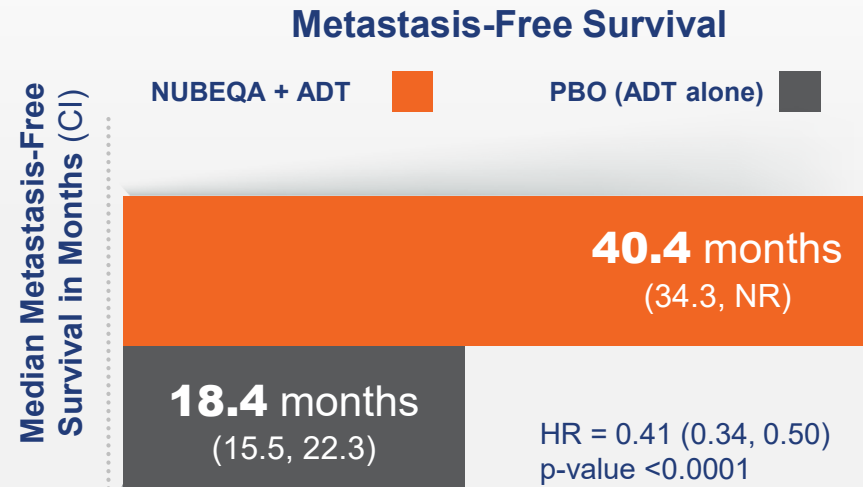 Metastasis-Free Survival
NUBEQA + ADT
PBO (ADT alone)
Median Metastasis-Free
Survival in Months (CI)
40.4 months
(34.3, NR)
18.4 months
(15.5, 22.3)
HR = 0.41 (0.34, 0.50)
p-value <0.0001